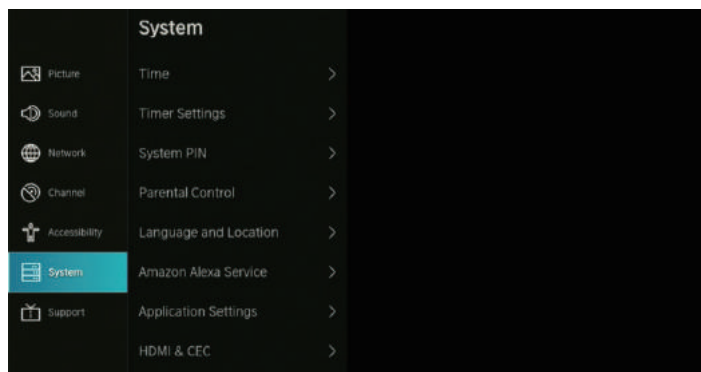 System
Picture
Time
Sound
Timer Settings
Network
System PIN
Channel
Parental Control
Accessibility
Language and Location
System
Amazon Alexa Service
Support
Application Settings
HDMI & CEC